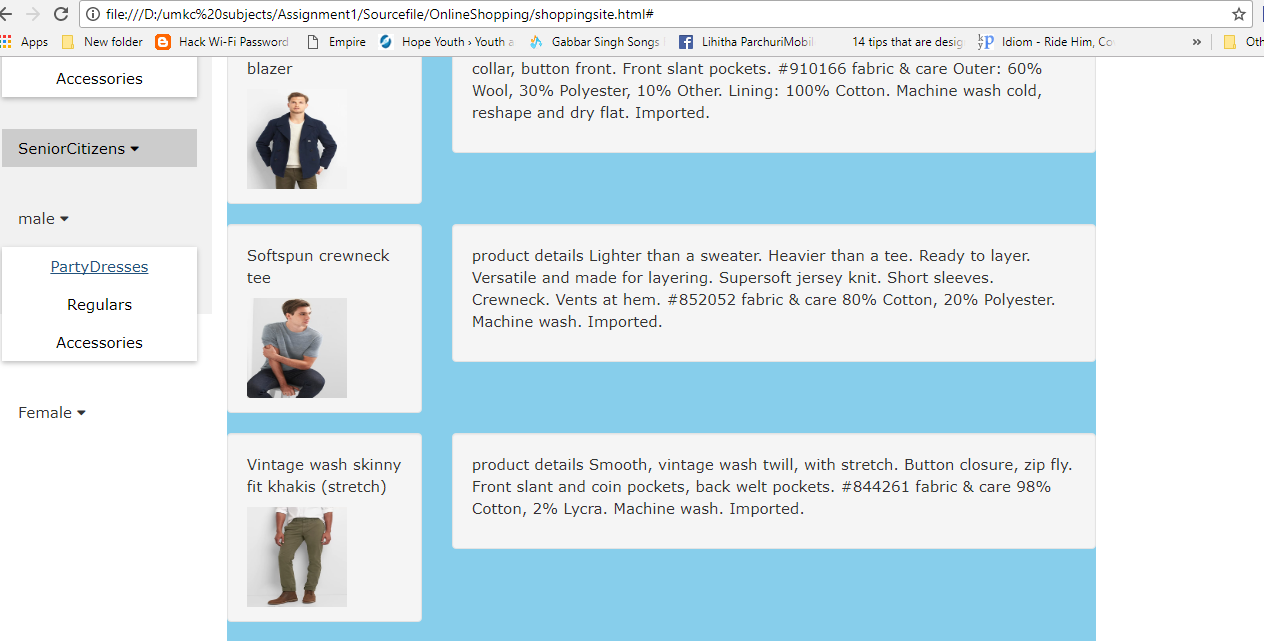 file:///D:/umkc%20subjects/Assignment1/Sourcefile/OnlineShopping/shoppingsite.html#
Apps New folder Hack Wi-Fi Password Empire Hope Youth › Youth a Gabbar Singh Songs Lihitha ParchuriMobil 14 tips that are desig Idiom - Ride Him, Co » Oth
Accessories
SeniorCitizens
male
PartyDresses
Regulars
Accessories
Female
blazer
collar, button front. Front slant pockets. #910166 fabric & care Outer: 60%
Wool, 30% Polyester, 10% Other. Lining: 100% Cotton. Machine wash cold,
reshape and dry flat. Imported.
Softspun crewneck
tee
product details Lighter than a sweater. Heavier than a tee. Ready to layer.
Versatile and made for layering. Supersoft jersey knit. Short sleeves.
Crewneck. Vents at hem. #852052 fabric & care 80% Cotton, 20% Polyester.
Machine wash. Imported.
Vintage wash skinny
fit khakis (stretch)
product details Smooth, vintage wash twill, with stretch. Button closure, zip fly.
Front slant and coin pockets, back welt pockets. #844261 fabric & care 98%
Cotton, 2% Lycra. Machine wash. Imported.